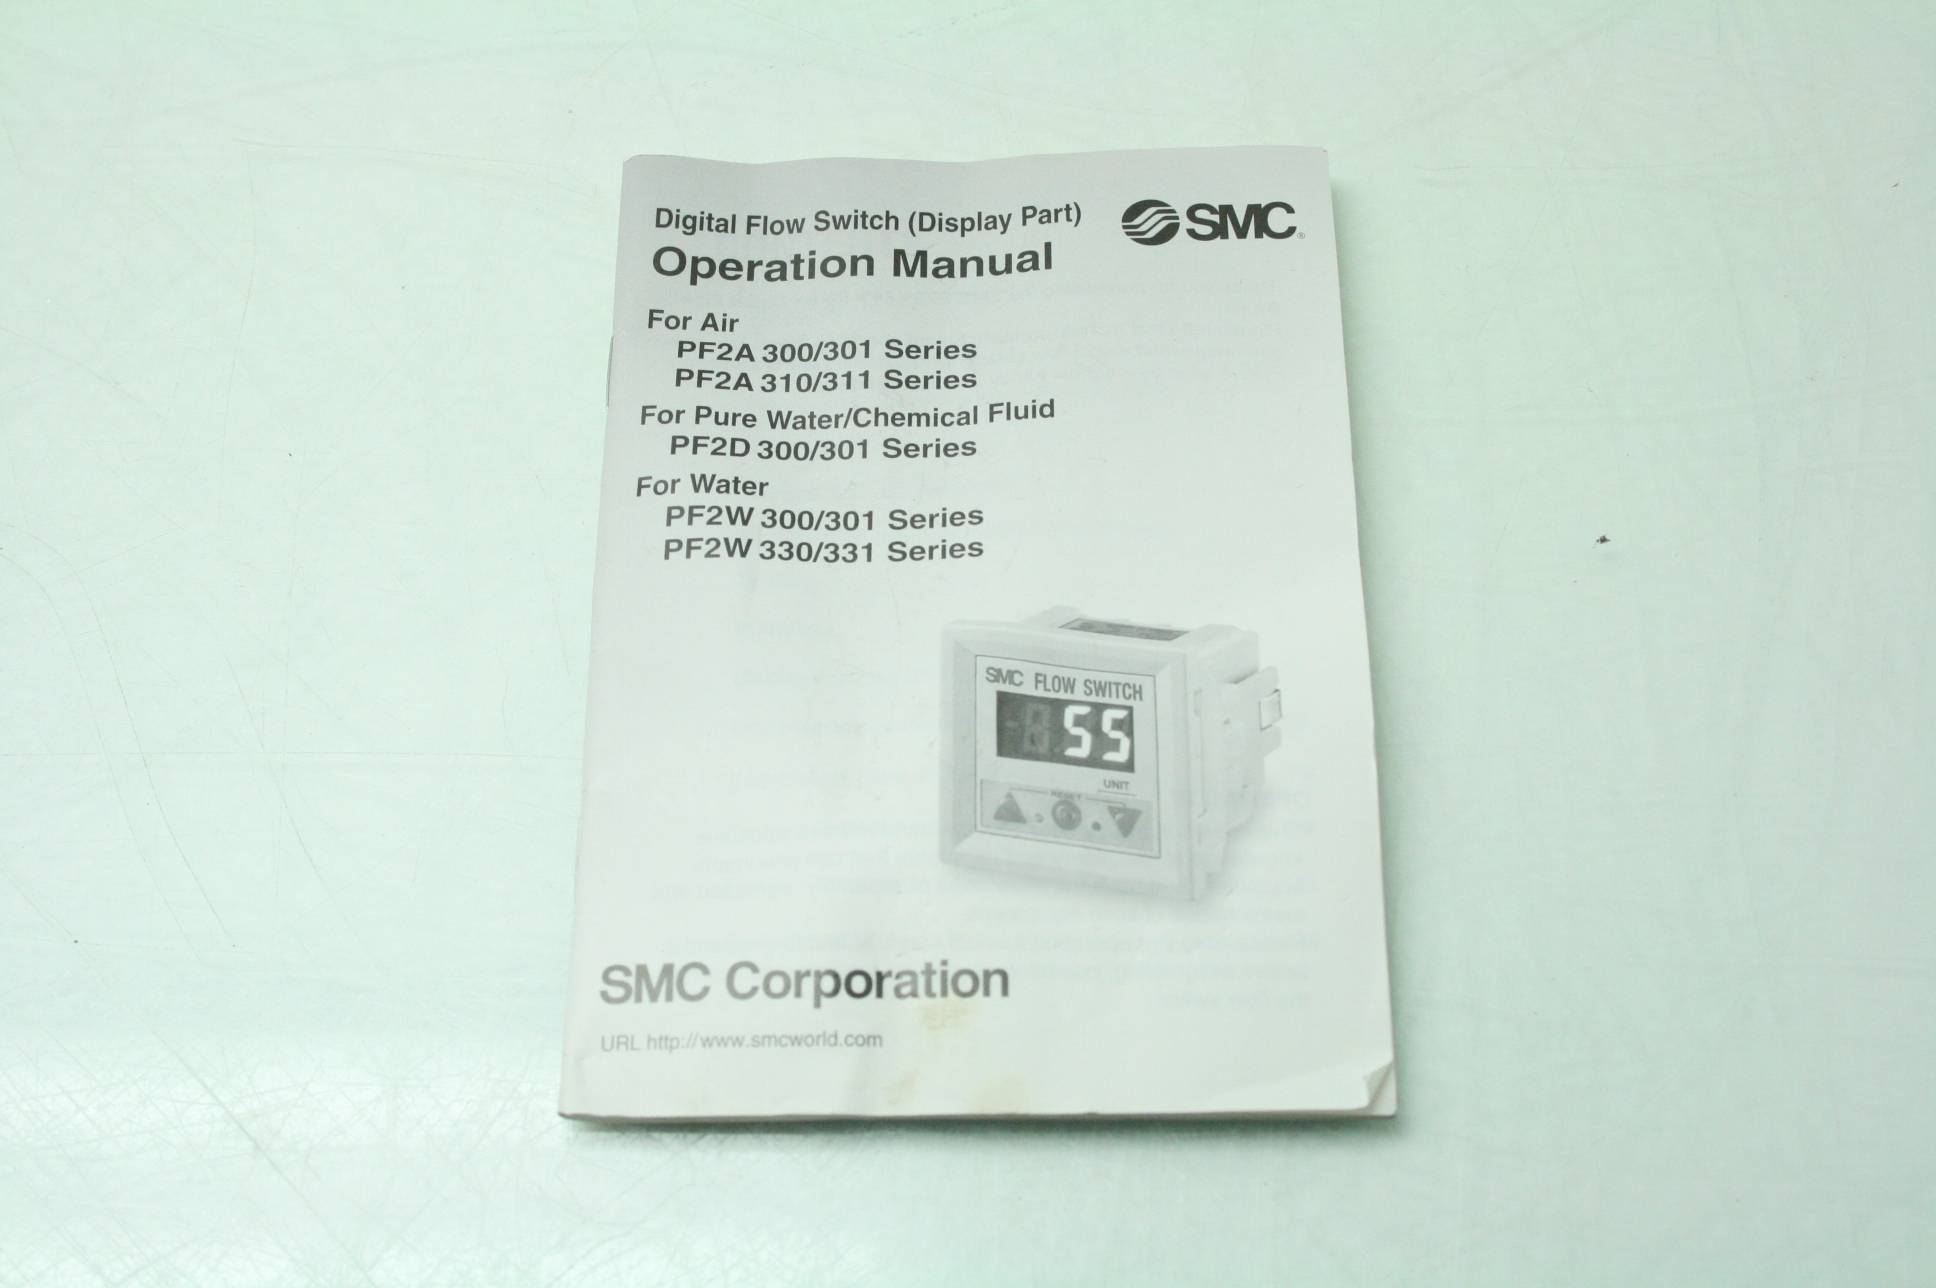 Digital Flow Switch (Display Part)
SMC®
Operation Manual
For Air
PF2A 300/301 Series
PF2A 310/311 Series
For Pure Water/Chemical Fluid
PF2D 300/301 Series
For Water
PF2W 300/301 Series
PF2W 330/331 Series
SMC FLOW SWITCH
55
UNIT
RESET
SMC Corporation
URL http://www.smcworld.com